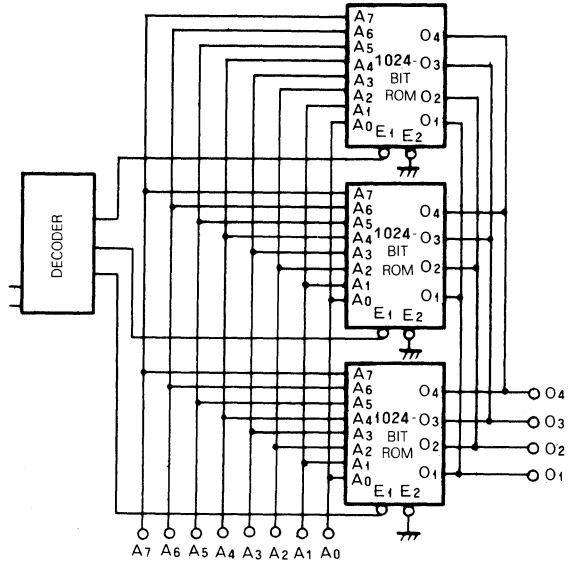 A7
A6
A5
A4 1024- O4
A3 BIT O3
A2 ROM O2
A1 O1
A0 E1 E2
DECODER
A7
A6
A5 O4
A4 1024- O3
A3 BIT
A2 ROM O2
A1
A0 O1
E1 E2
A7
A6
A5 O4
A4 1024- O3
A3 BIT
A2 ROM O2
A1
A0 O1
E1 E2
O4
O3
O2
O1
A7 A6 A5 A4 A3 A2 A1 A0